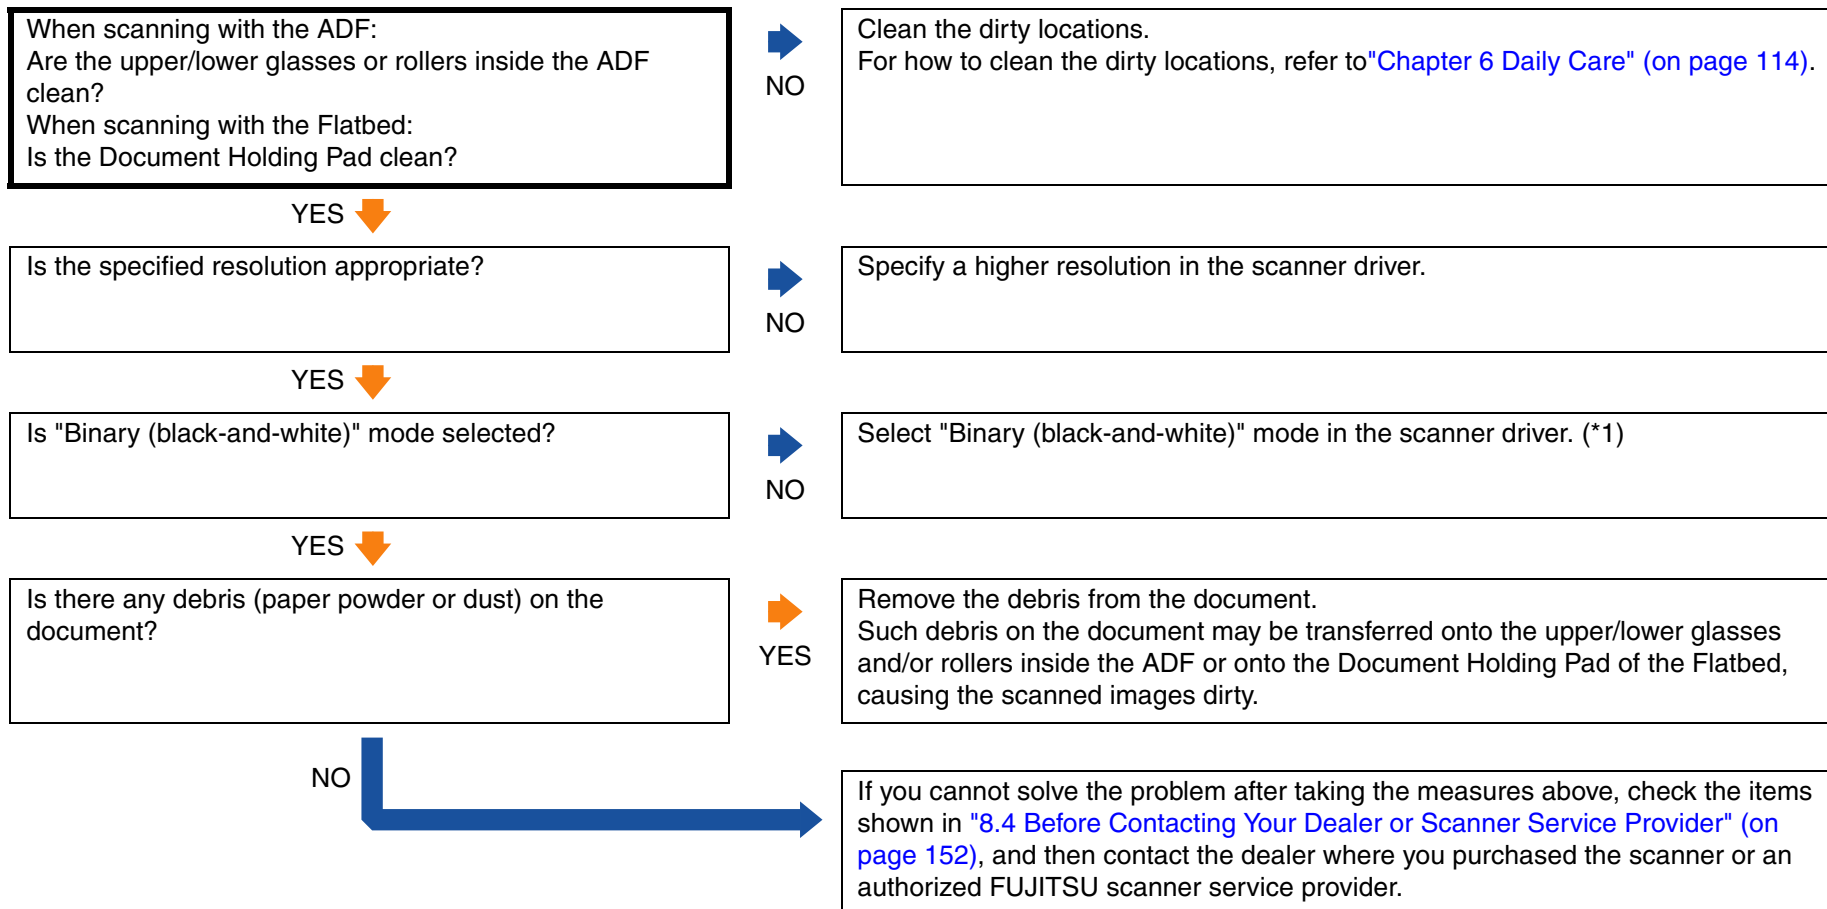 When scanning with the ADF:
Are the upper/lower glasses or rollers inside the ADF
clean?
When scanning with the Flatbed:
Is the Document Holding Pad clean?
NO
Clean the dirty locations.
For how to clean the dirty locations, refer to"Chapter 6 Daily Care" (on page 114).
YES
Is the specified resolution appropriate?
NO
Specify a higher resolution in the scanner driver.
YES
Is "Binary (black-and-white)" mode selected?
NO
Select "Binary (black-and-white)" mode in the scanner driver. (*1)
YES
Is there any debris (paper powder or dust) on the
document?
YES
Remove the debris from the document.
Such debris on the document may be transferred onto the upper/lower glasses
and/or rollers inside the ADF or onto the Document Holding Pad of the Flatbed,
causing the scanned images dirty.
NO
If you cannot solve the problem after taking the measures above, check the items
shown in "8.4 Before Contacting Your Dealer or Scanner Service Provider" (on
page 152), and then contact the dealer where you purchased the scanner or an
authorized FUJITSU scanner service provider.